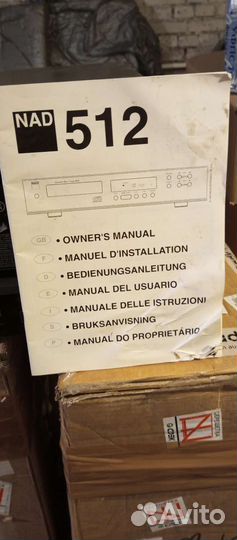 NAD 512
GB • OWNER'S MANUAL
F • MANUEL D'INSTALLATION
D • BEDIENUNGSANLEITUNG
E • MANUAL DEL USUARIO
I • MANUALE DELLE ISTRUZIONI
S • BRUKSANVISNING
P • MANUAL DO PROPRIETÁRIO
Avito